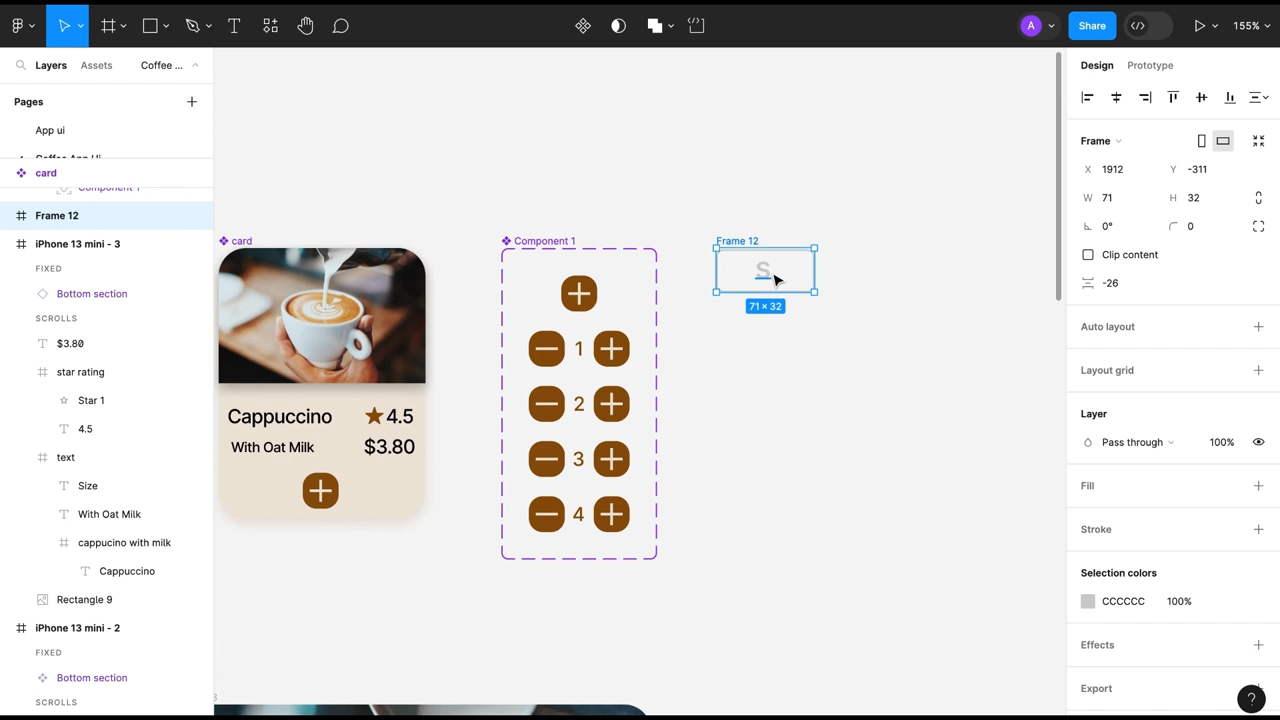 A
Share
155%
Layers
Assets
Coffee ...
Pages
App ui
Coffee App Ui
card
Component 1
Frame 12
iPhone 13 mini - 3
FIXED
Bottom section
SCROLLS
$3.80
star rating
Star 1
4.5
text
Size
With Oat Milk
cappucino with milk
Cappuccino
Rectangle 9
iPhone 13 mini - 2
FIXED
Bottom section
SCROLLS
card
Cappuccino
4.5
With Oat Milk
$3.80
Component 1
1
2
3
4
Frame 12
S
71 × 32
Design
Prototype
Frame
X 1912
Y -311
W 71
H 32
0°
0
Clip content
-26
Auto layout
Layout grid
Layer
Pass through
100%
Fill
Stroke
Selection colors
CCCCCC
100%
Effects
Export
?